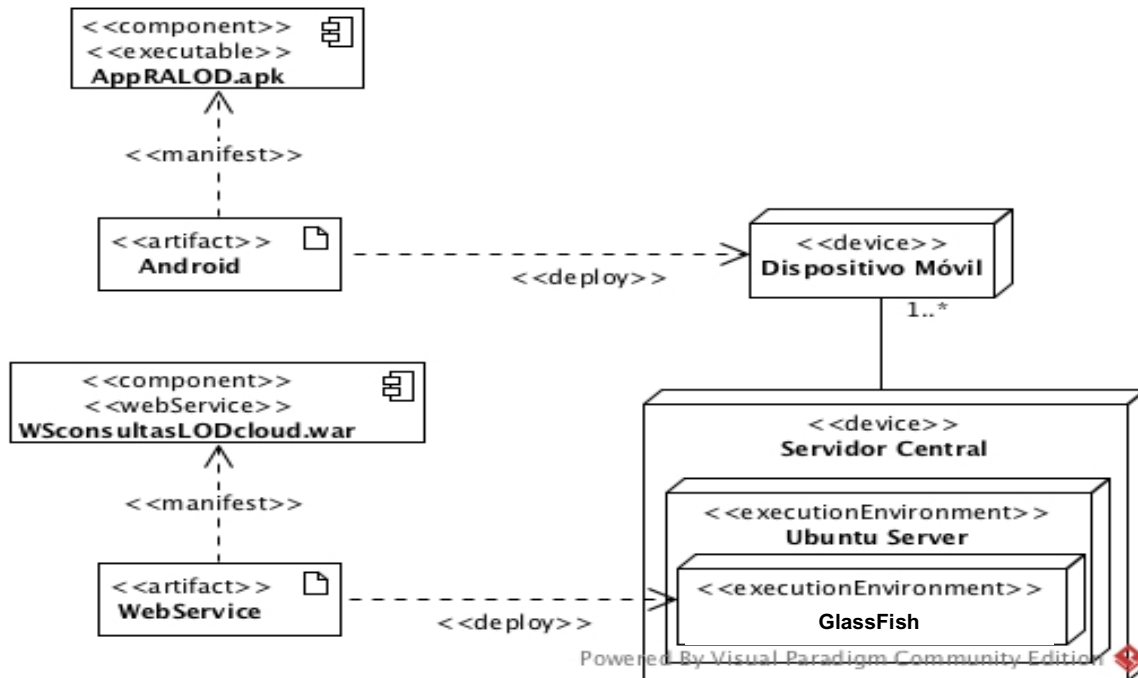 <<component>>
<<executable>>
AppRALOD.apk
<<manifest>>
<<artifact>>
Android
<<deploy>>
<<device>>
Dispositivo Móvil
1..*
<<component>>
<<webService>>
WSconsultasLODcloud.war
<<manifest>>
<<artifact>>
WebService
<<deploy>>
<<device>>
Servidor Central
<<executionEnvironment>>
Ubuntu Server
<<executionEnvironment>>
GlassFish
Powered By Visual Paradigm Community Edition